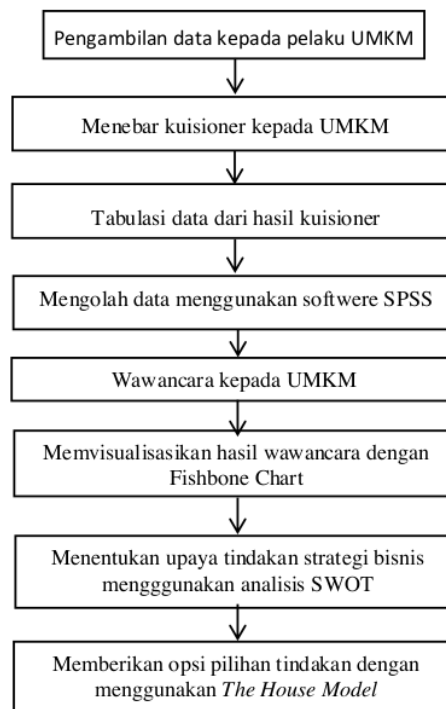 Pengambilan data kepada pelaku UMKM
Menebar kuisioner kepada UMKM
Tabulasi data dari hasil kuisioner
Mengolah data menggunakan softwere SPSS
Wawancara kepada UMKM
Memvisualisasikan hasil wawancara dengan
Fishbone Chart
Menentukan upaya tindakan strategi bisnis
mengggunakan analisis SWOT
Memberikan opsi pilihan tindakan dengan
menggunakan The House Model